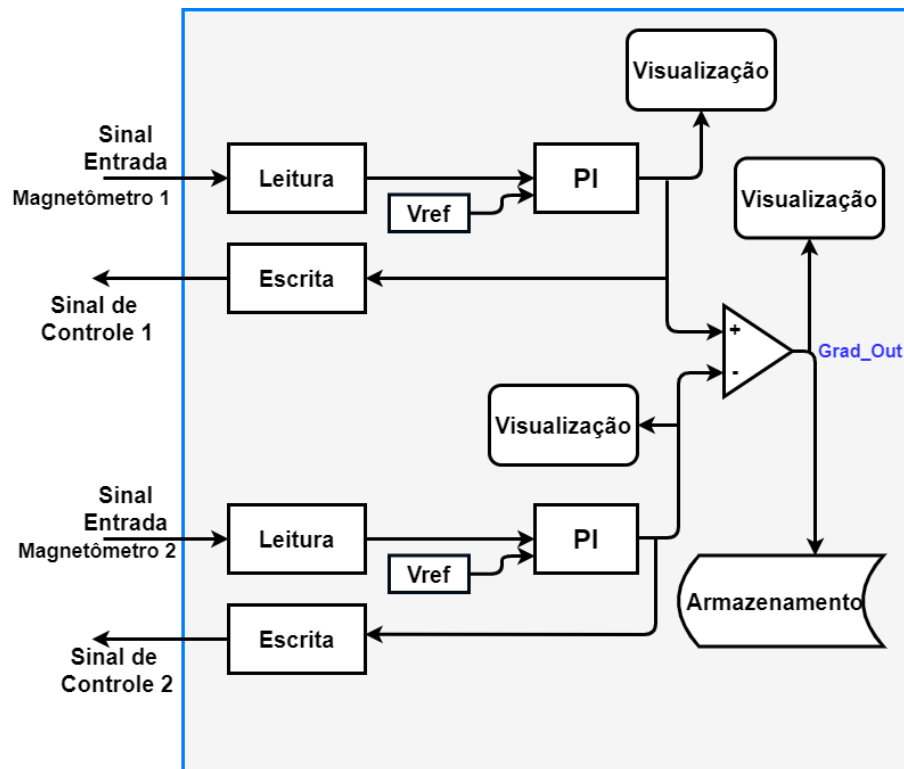 Visualização
Sinal
Entrada
Magnetômetro 1
Leitura
PI
Vref
Visualização
Escrita
Sinal de
Controle 1
+
-
Grad_Out
Visualização
Sinal
Entrada
Magnetômetro 2
Leitura
PI
Vref
Armazenamento
Escrita
Sinal de
Controle 2